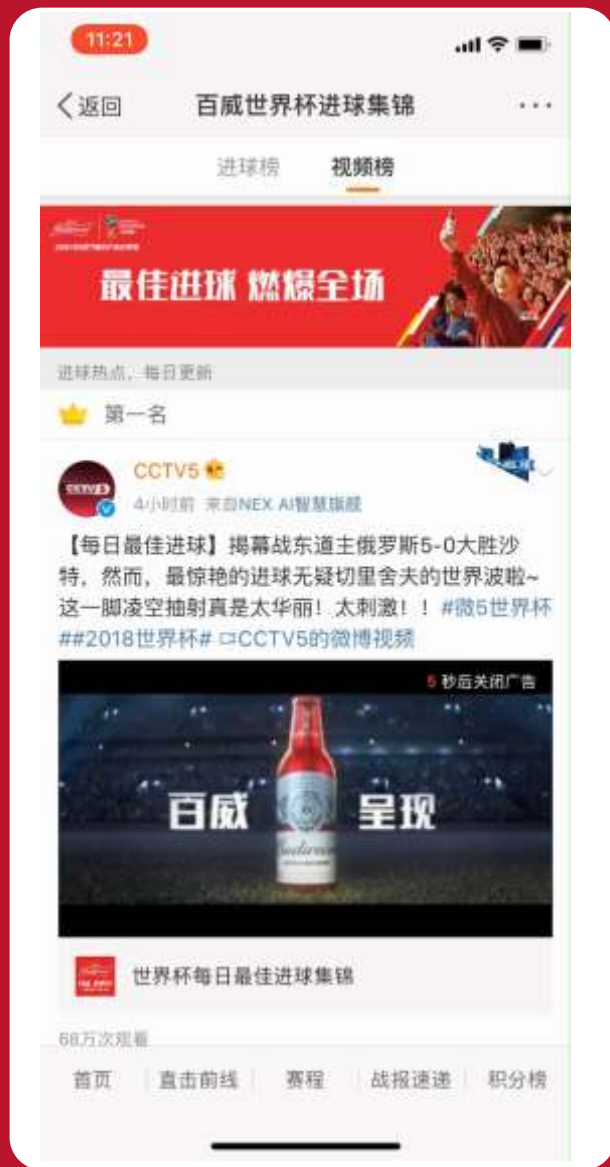 11:21
返回
百威世界杯进球集锦
进球榜
视频榜
最佳进球 燃爆全场
进球热点，每日更新
第一名
CCTV5
CCTV5
4小时前 来自NEX AI智慧旗舰
【每日最佳进球】揭幕战东道主俄罗斯5-0大胜沙
特，然而，最惊艳的进球无疑切里舍夫的世界波啦~
这一脚凌空抽射真是太华丽！太刺激！！#微5世界杯
##2018世界杯# CCTV5的微博视频
5 秒后关闭广告
百威 呈现
Budweiser
世界杯每日最佳进球集锦
68万次观看
首页
直击前线
赛程
战报速递
积分榜